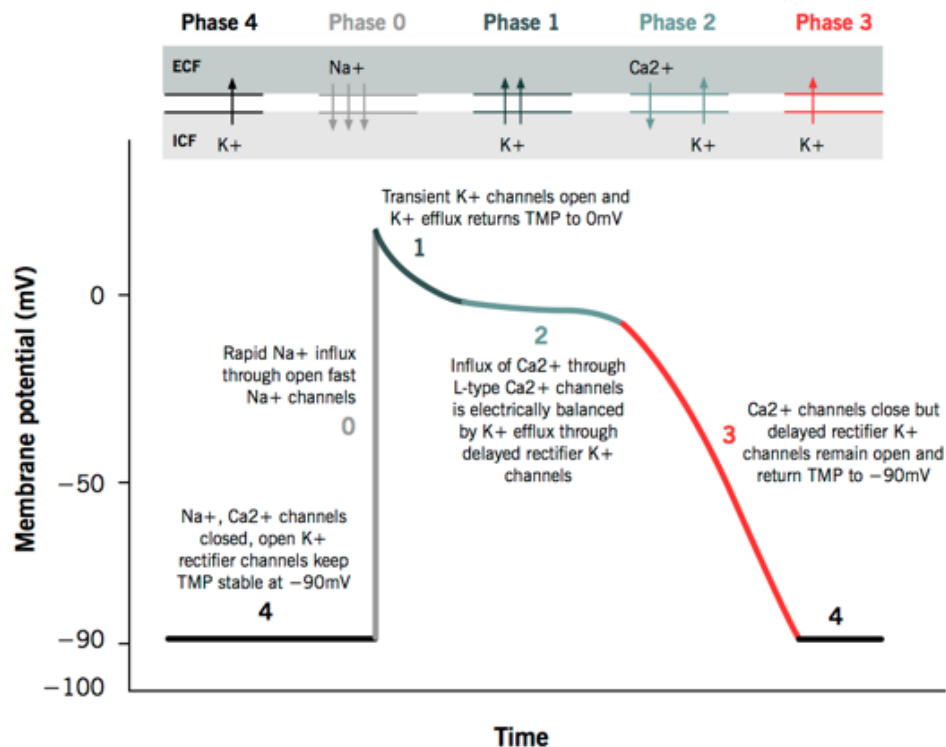 Phase 4 Phase 0 Phase 1 Phase 2 Phase 3
ECF Na+ Ca2+
ICF K+ K+ K+ K+
Transient K+ channels open and
K+ efflux returns TMP to 0mV
1
0
2
Rapid Na+ influx
through open fast
Na+ channels
0
Influx of Ca2+ through
L-type Ca2+ channels
is electrically balanced
by K+ efflux through
delayed rectifier K+
channels
3
Ca2+ channels close but
delayed rectifier K+
channels remain open and
return TMP to −90mV
−50
Na+, Ca2+ channels
closed, open K+
rectifier channels keep
TMP stable at −90mV
4
4
−90
−100
Membrane potential (mV)
Time